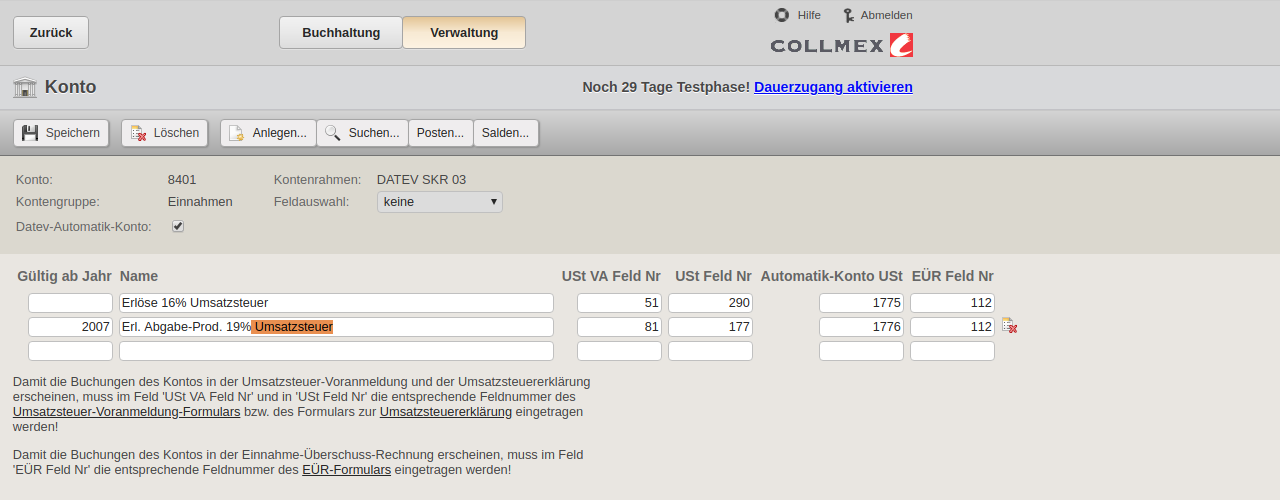 Zurück Buchhaltung Verwaltung Hilfe Abmelden
COLLMEX
Konto Noch 29 Tage Testphase! Dauerzugang aktivieren
Speichern Löschen Anlegen... Suchen... Posten... Salden...
Konto: 8401 Kontenrahmen: DATEV SKR 03
Kontengruppe: Einnahmen Feldauswahl: keine
Datev-Automatik-Konto:
Gültig ab Jahr Name USt VA Feld Nr USt Feld Nr Automatik-Konto USt EÜR Feld Nr
Erlöse 16% Umsatzsteuer 51 290 1775 112
2007 Erl. Abgabe-Prod. 19% Umsatzsteuer 81 177 1776 112
Damit die Buchungen des Kontos in der Umsatzsteuer-Voranmeldung und der Umsatzsteuererklärung
erscheinen, muss im Feld 'USt VA Feld Nr' und in 'USt Feld Nr' die entsprechende Feldnummer des
Umsatzsteuer-Voranmeldung-Formulars bzw. des Formulars zur Umsatzsteuererklärung eingetragen
werden!
Damit die Buchungen des Kontos in der Einnahme-Überschuss-Rechnung erscheinen, muss im Feld
'EÜR Feld Nr' die entsprechende Feldnummer des EÜR-Formulars eingetragen werden!